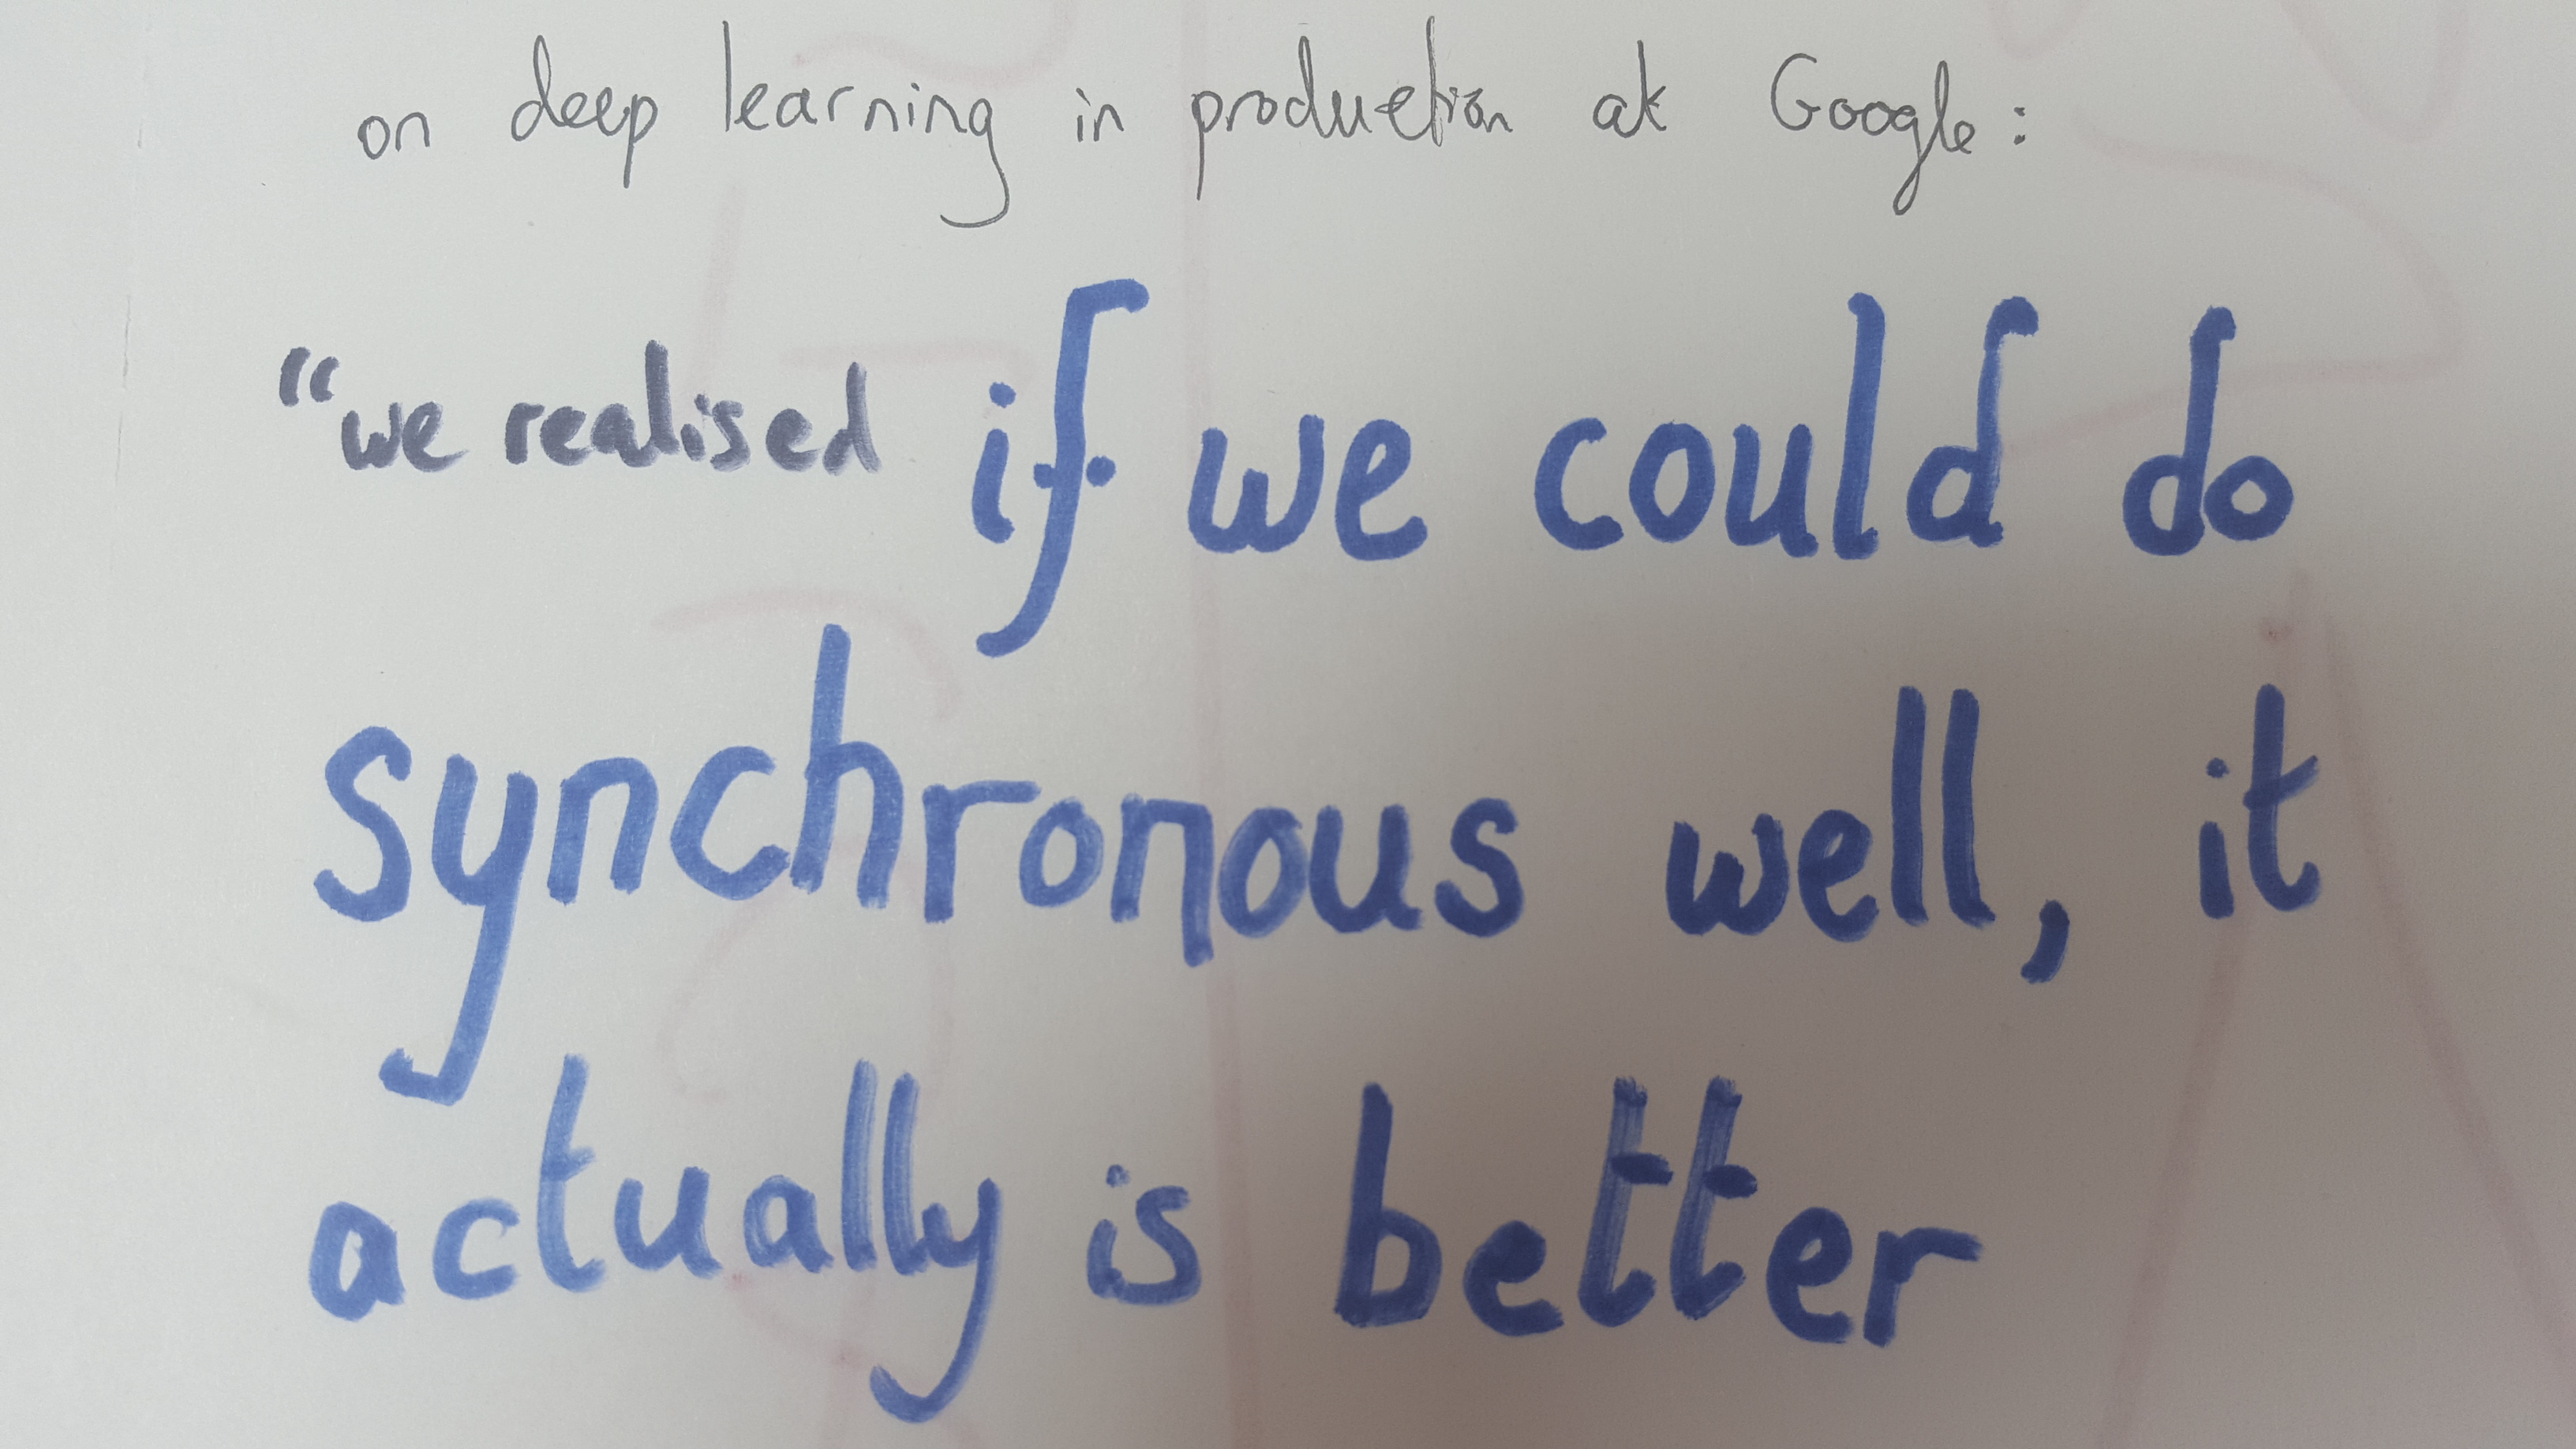 on deep learning in production at Google:
"we realised if we could do
synchronous well, it
actually is better